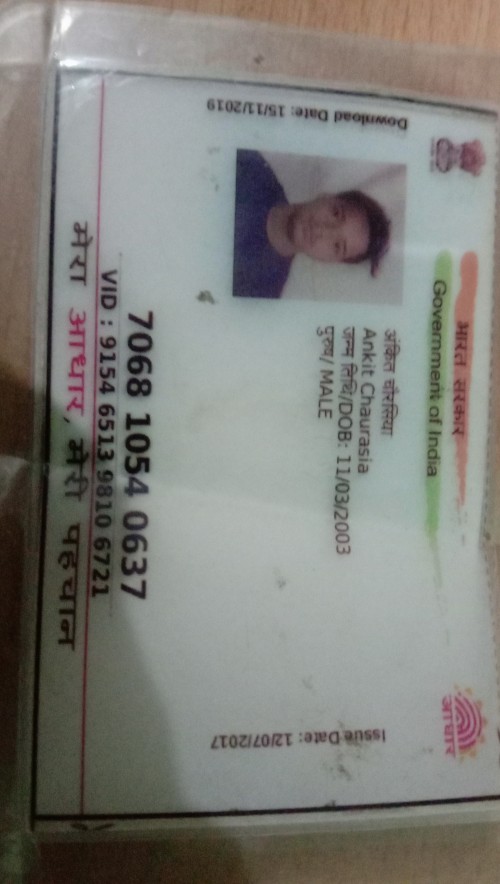 भारत सरकार
Government of India
Download Date: 15/11/2019
अंकित चौरसिया
Ankit Chaurasia
जन्म तिथि/DOB: 11/03/2003
पुरुष/ MALE
Issue Date: 12/07/2017
आधार
7068 1054 0637
VID : 9154 6513 9810 6721
मेरा आधार, मेरी पहचान